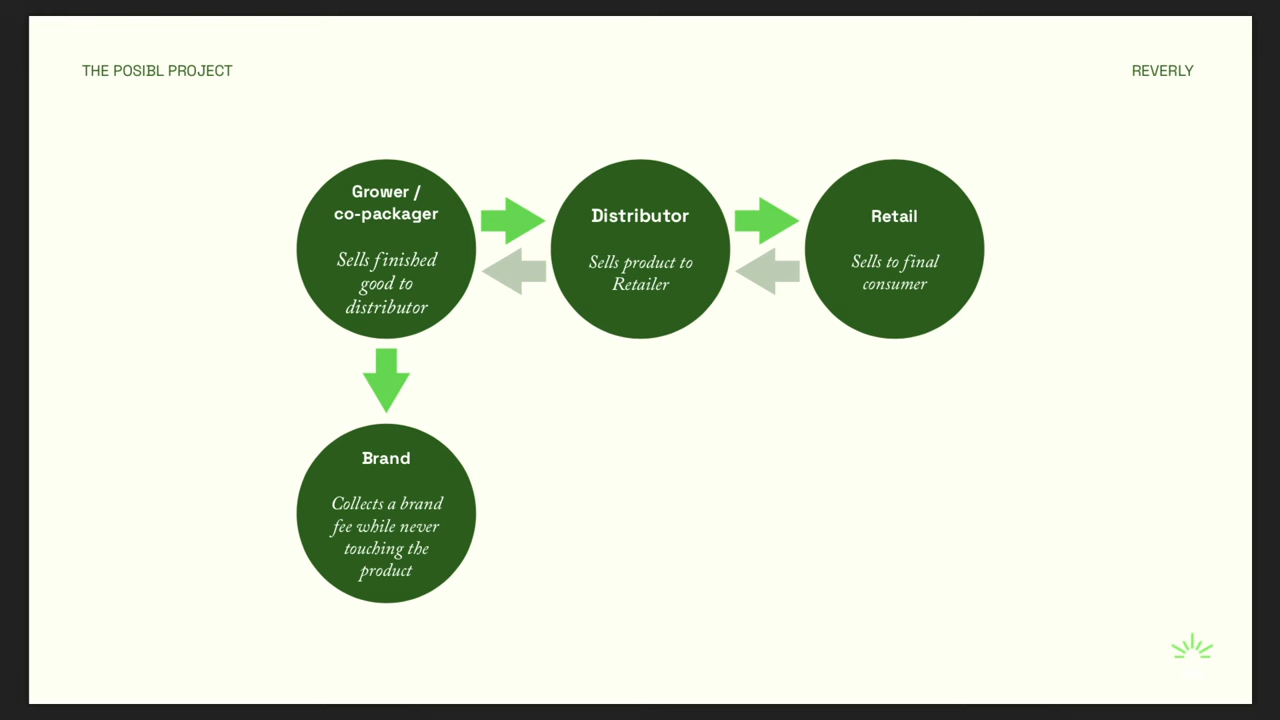 THE POSIBL PROJECT
REVERLY
Grower /
co-packager
Sells finished
good to
distributor
Distributor
Sells product to
Retailer
Retail
Sells to final
consumer
Brand
Collects a brand
fee while never
touching the
product